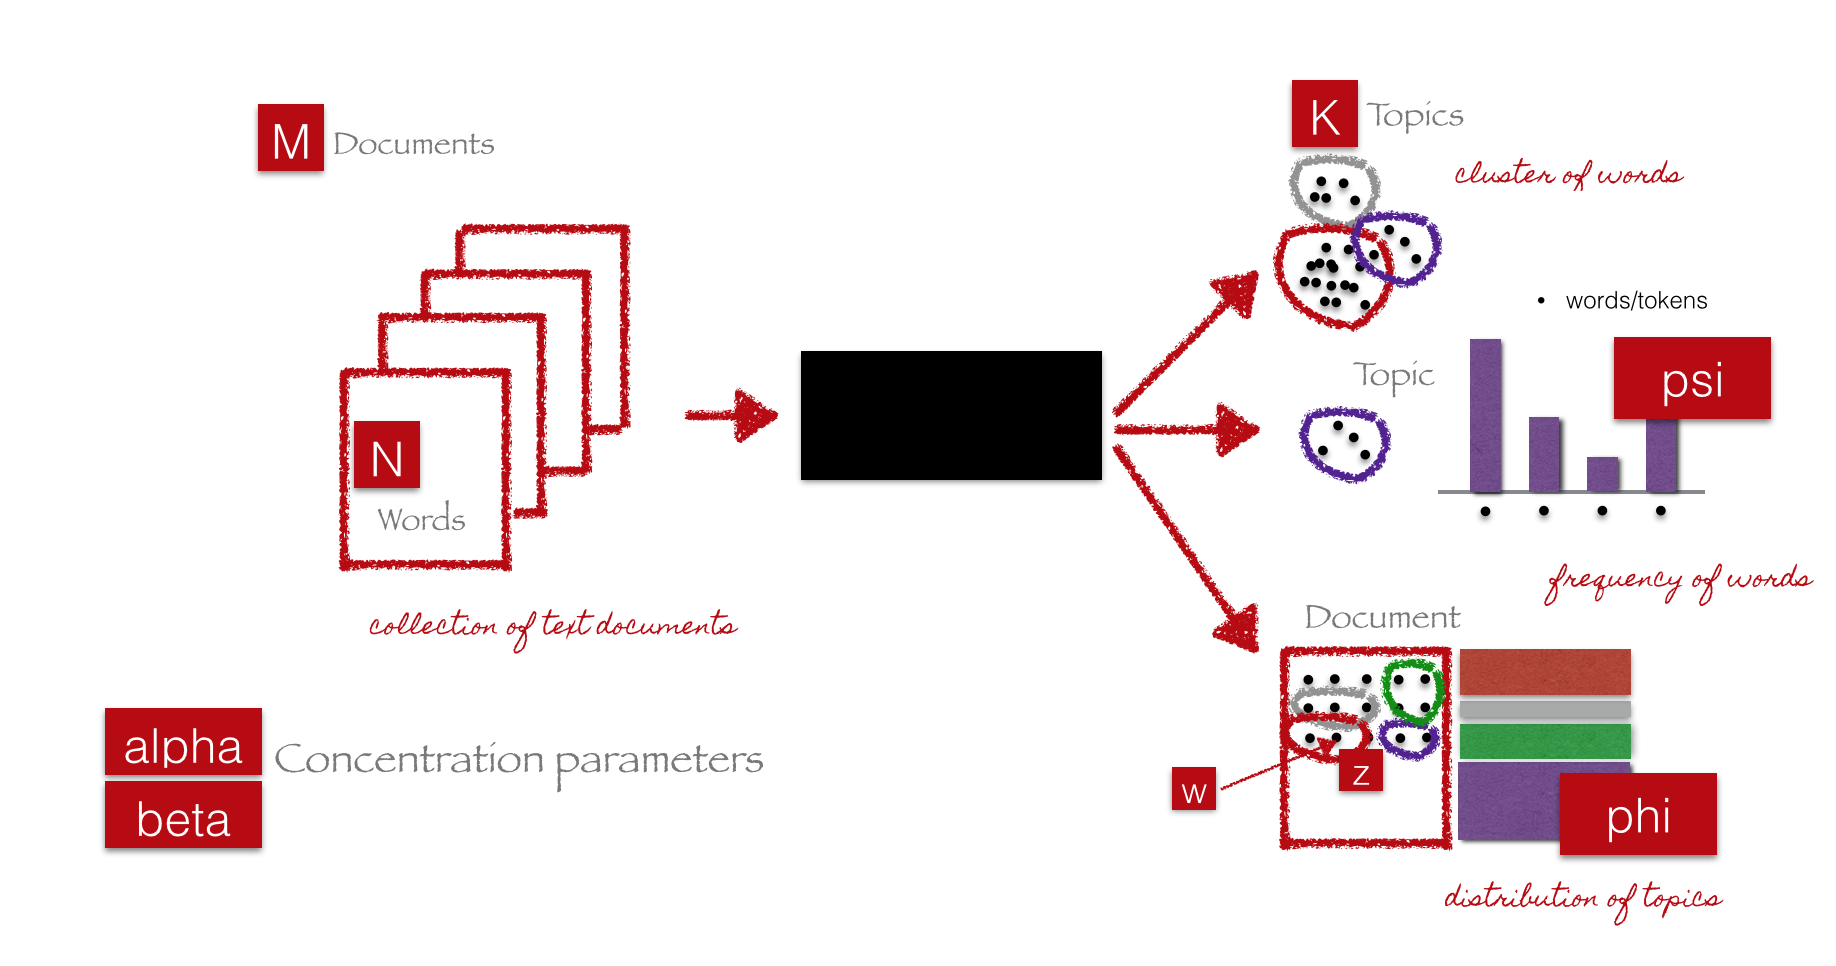 M Documents
N
Words
collection of text documents
alpha
beta
Concentration parameters
K Topics
cluster of words
• words/tokens
Topic
psi
frequency of words
Document
w
z
phi
distribution of topics